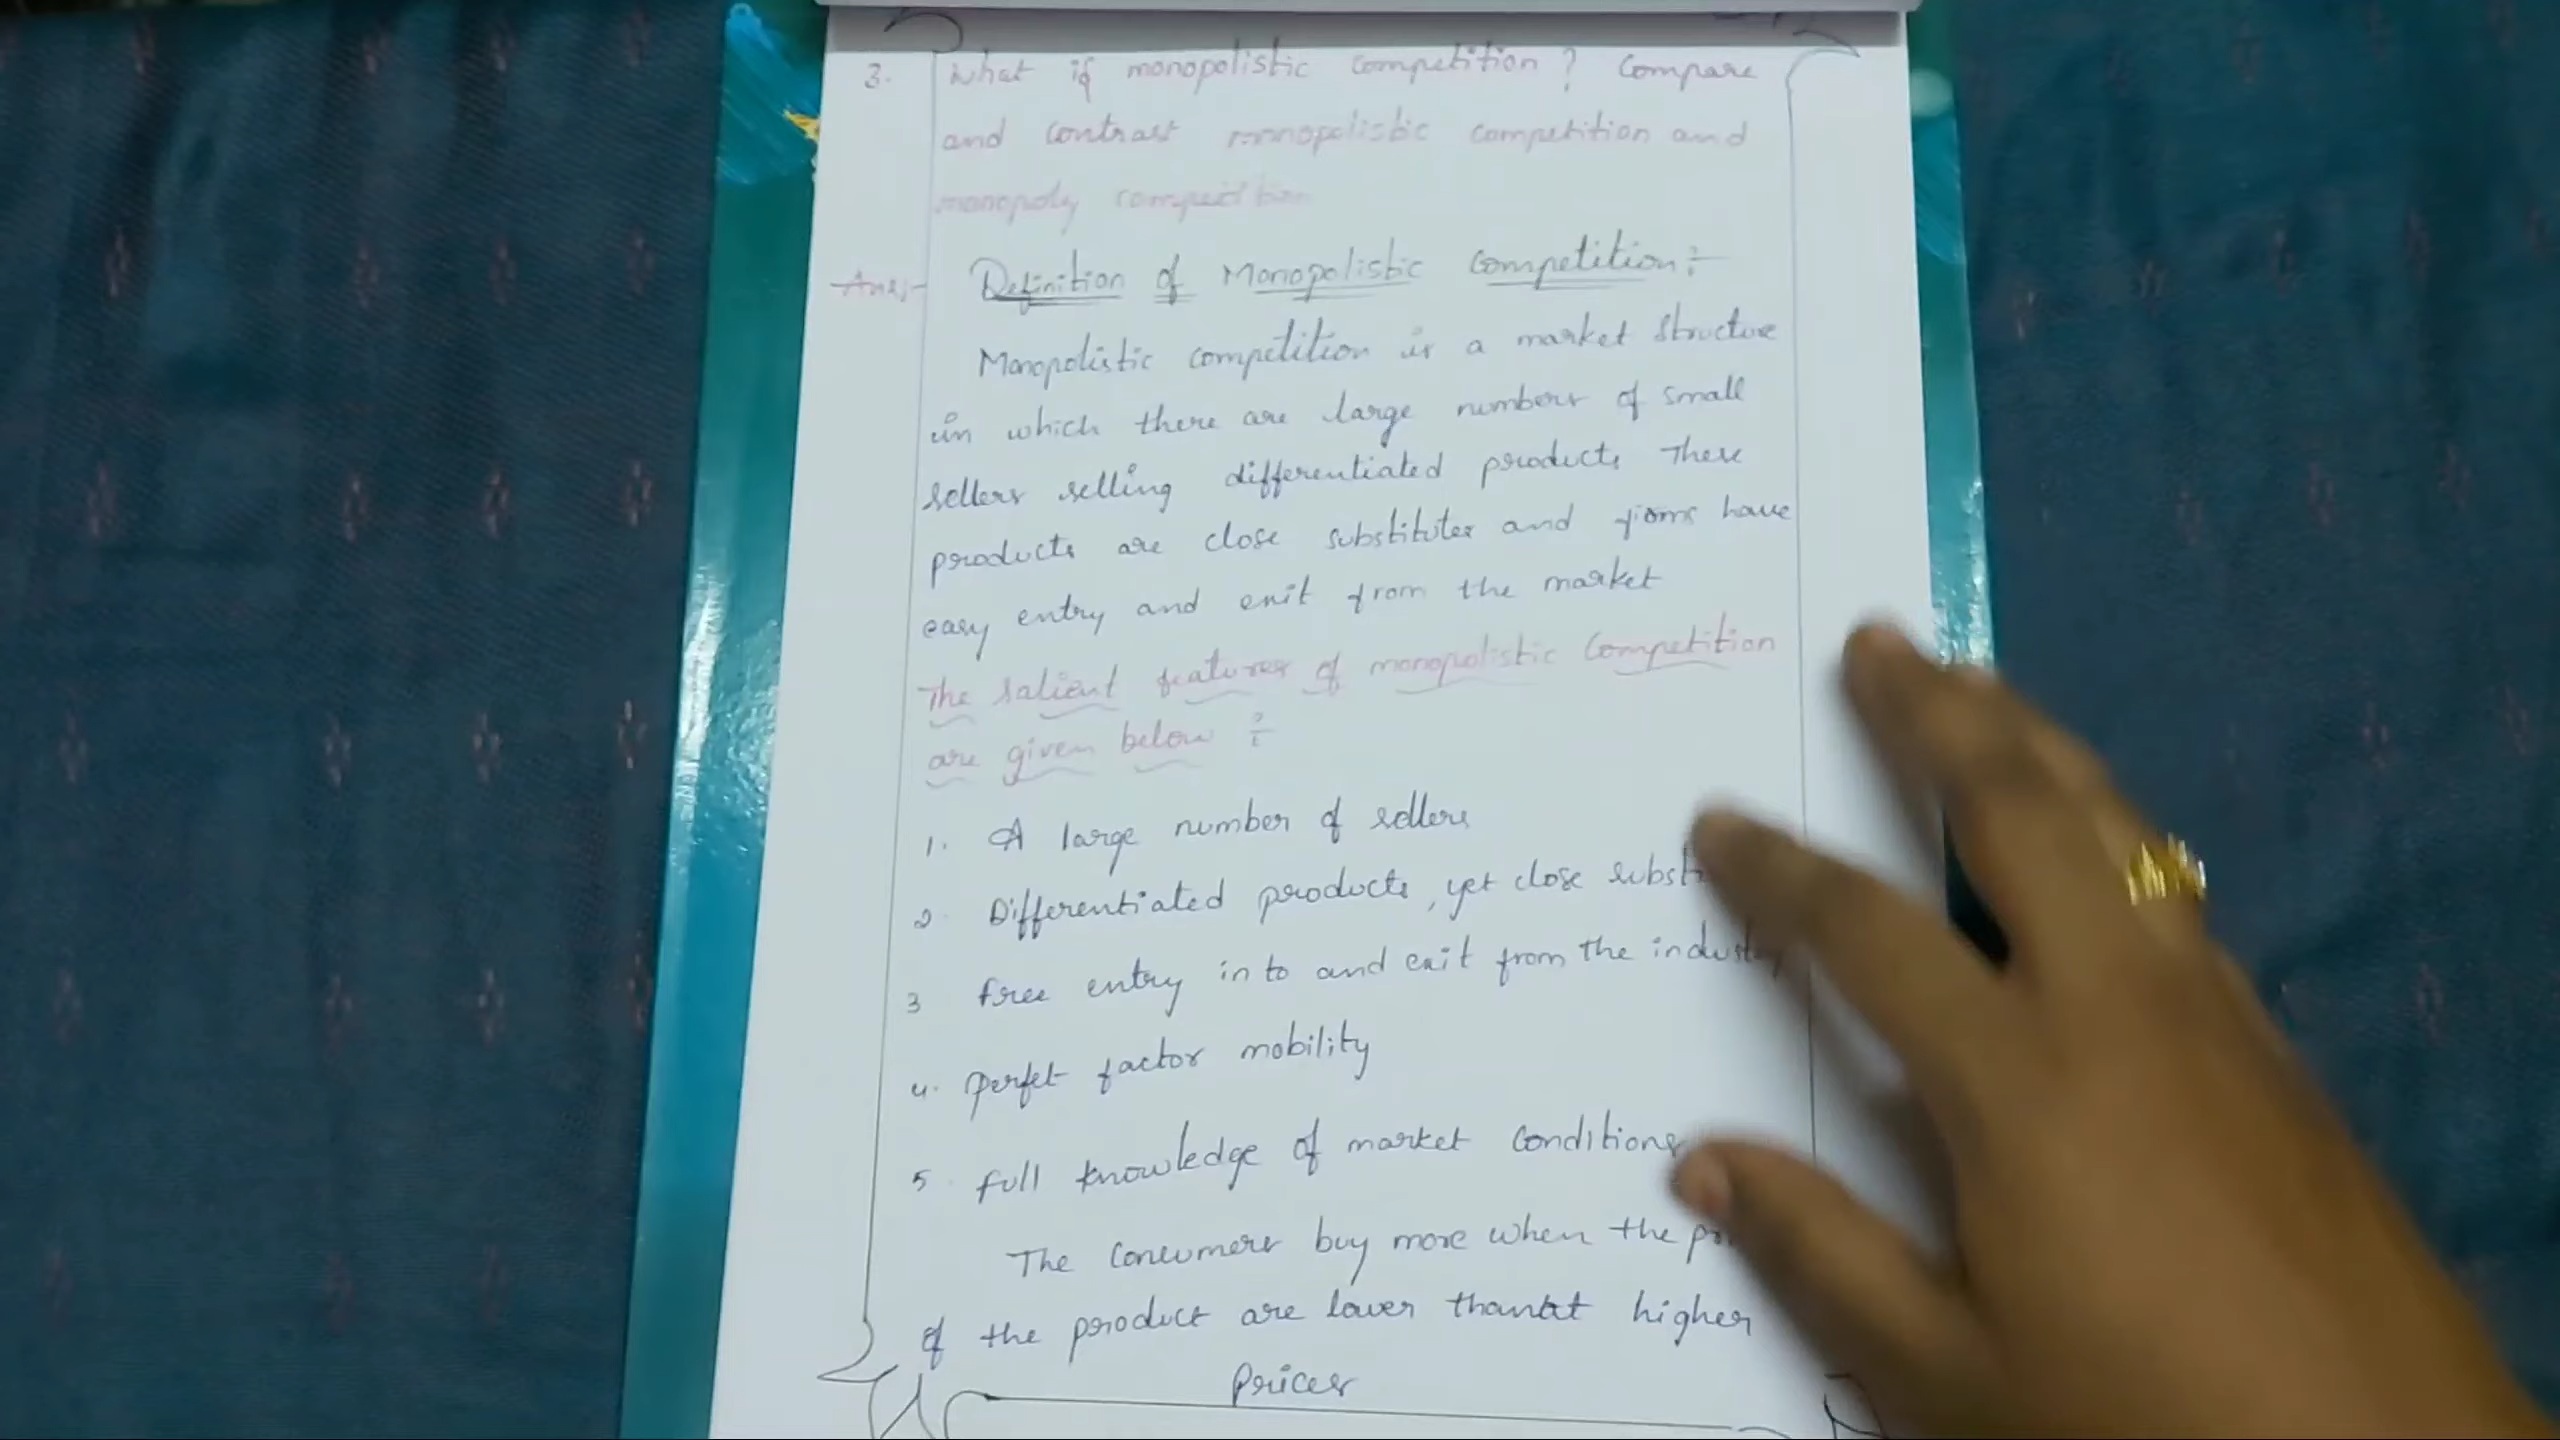 3. What is monopolistic competition? Compare
and contrast monopolistic competition and
monopoly competition
Ans:- Definition of Monopolistic Competition:-
Monopolistic competition is a market structure
in which there are large numbers of small
sellers selling differentiated products These
products are close substitutes and firms have
easy entry and exit from the market
The salient features of monopolistic Competition
are given below :-
1. A large number of sellers
2. Differentiated products, yet close
3 free entry in to and exit from the industry
4. perfet factor mobility
5. full knowledge of market Conditions
The Consumers buy more when the
of the product are lower than at higher
Prices